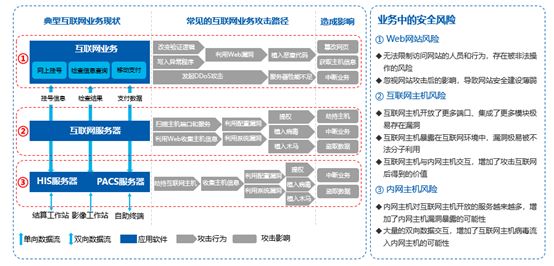 典型互联网业务现状
常见的互联网业务攻击路径
造成影响
①
互联网业务
网上挂号
检查信息查询
移动支付
改变验证逻辑
写入异常程序
利用Web漏洞
植入恶意代码
发起DDoS攻击
服务器性能不足
篡改网页
获取主机信息
中断业务
挂号信息
检查结果
支付数据
②
互联网服务器
扫描主机端口和服务
利用Web收集主机信息
利用配置漏洞
利用系统漏洞
提权
植入病毒
植入木马
劫持主机
中断业务
盗取数据
③
HIS服务器
PACS服务器
劫持互联网主机
收集主机信息
利用配置漏洞
利用系统漏洞
提权
植入病毒
植入木马
中断业务
盗取数据
结算工作站
影像工作站
自助终端
单向数据流
双向数据流
应用软件
攻击行为
攻击影响
业务中的安全风险
① Web网站风险
无法限制访问网站的人员和行为，存在被非法操
作的风险
忽视网站攻击后的影响，导致网站安全建设薄弱
② 互联网主机风险
互联网主机开放了更多端口，集成了更多模块极
易存在漏洞
互联网主机暴露在互联网环境中，漏洞极易被不
法分子利用
互联网主机与内网主机交互，增加了攻击互联网
后得到的价值
③ 内网主机风险
内网主机对互联网主机开放的服务越来越多，增
加了内网主机漏洞暴露的可能性
大量的双向数据交互，增加了互联网主机病毒流
入内网主机的可能性